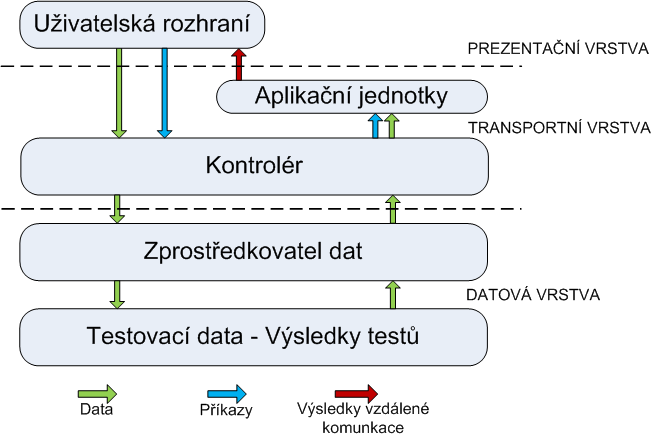 Uživatelská rozhraní
PREZENTAČNÍ VRSTVA
Aplikační jednotky
TRANSPORTNÍ VRSTVA
Kontrolér
Zprostředkovatel dat
DATOVÁ VRSTVA
Testovací data - Výsledky testů
Data
Příkazy
Výsledky vzdálené
komunkace